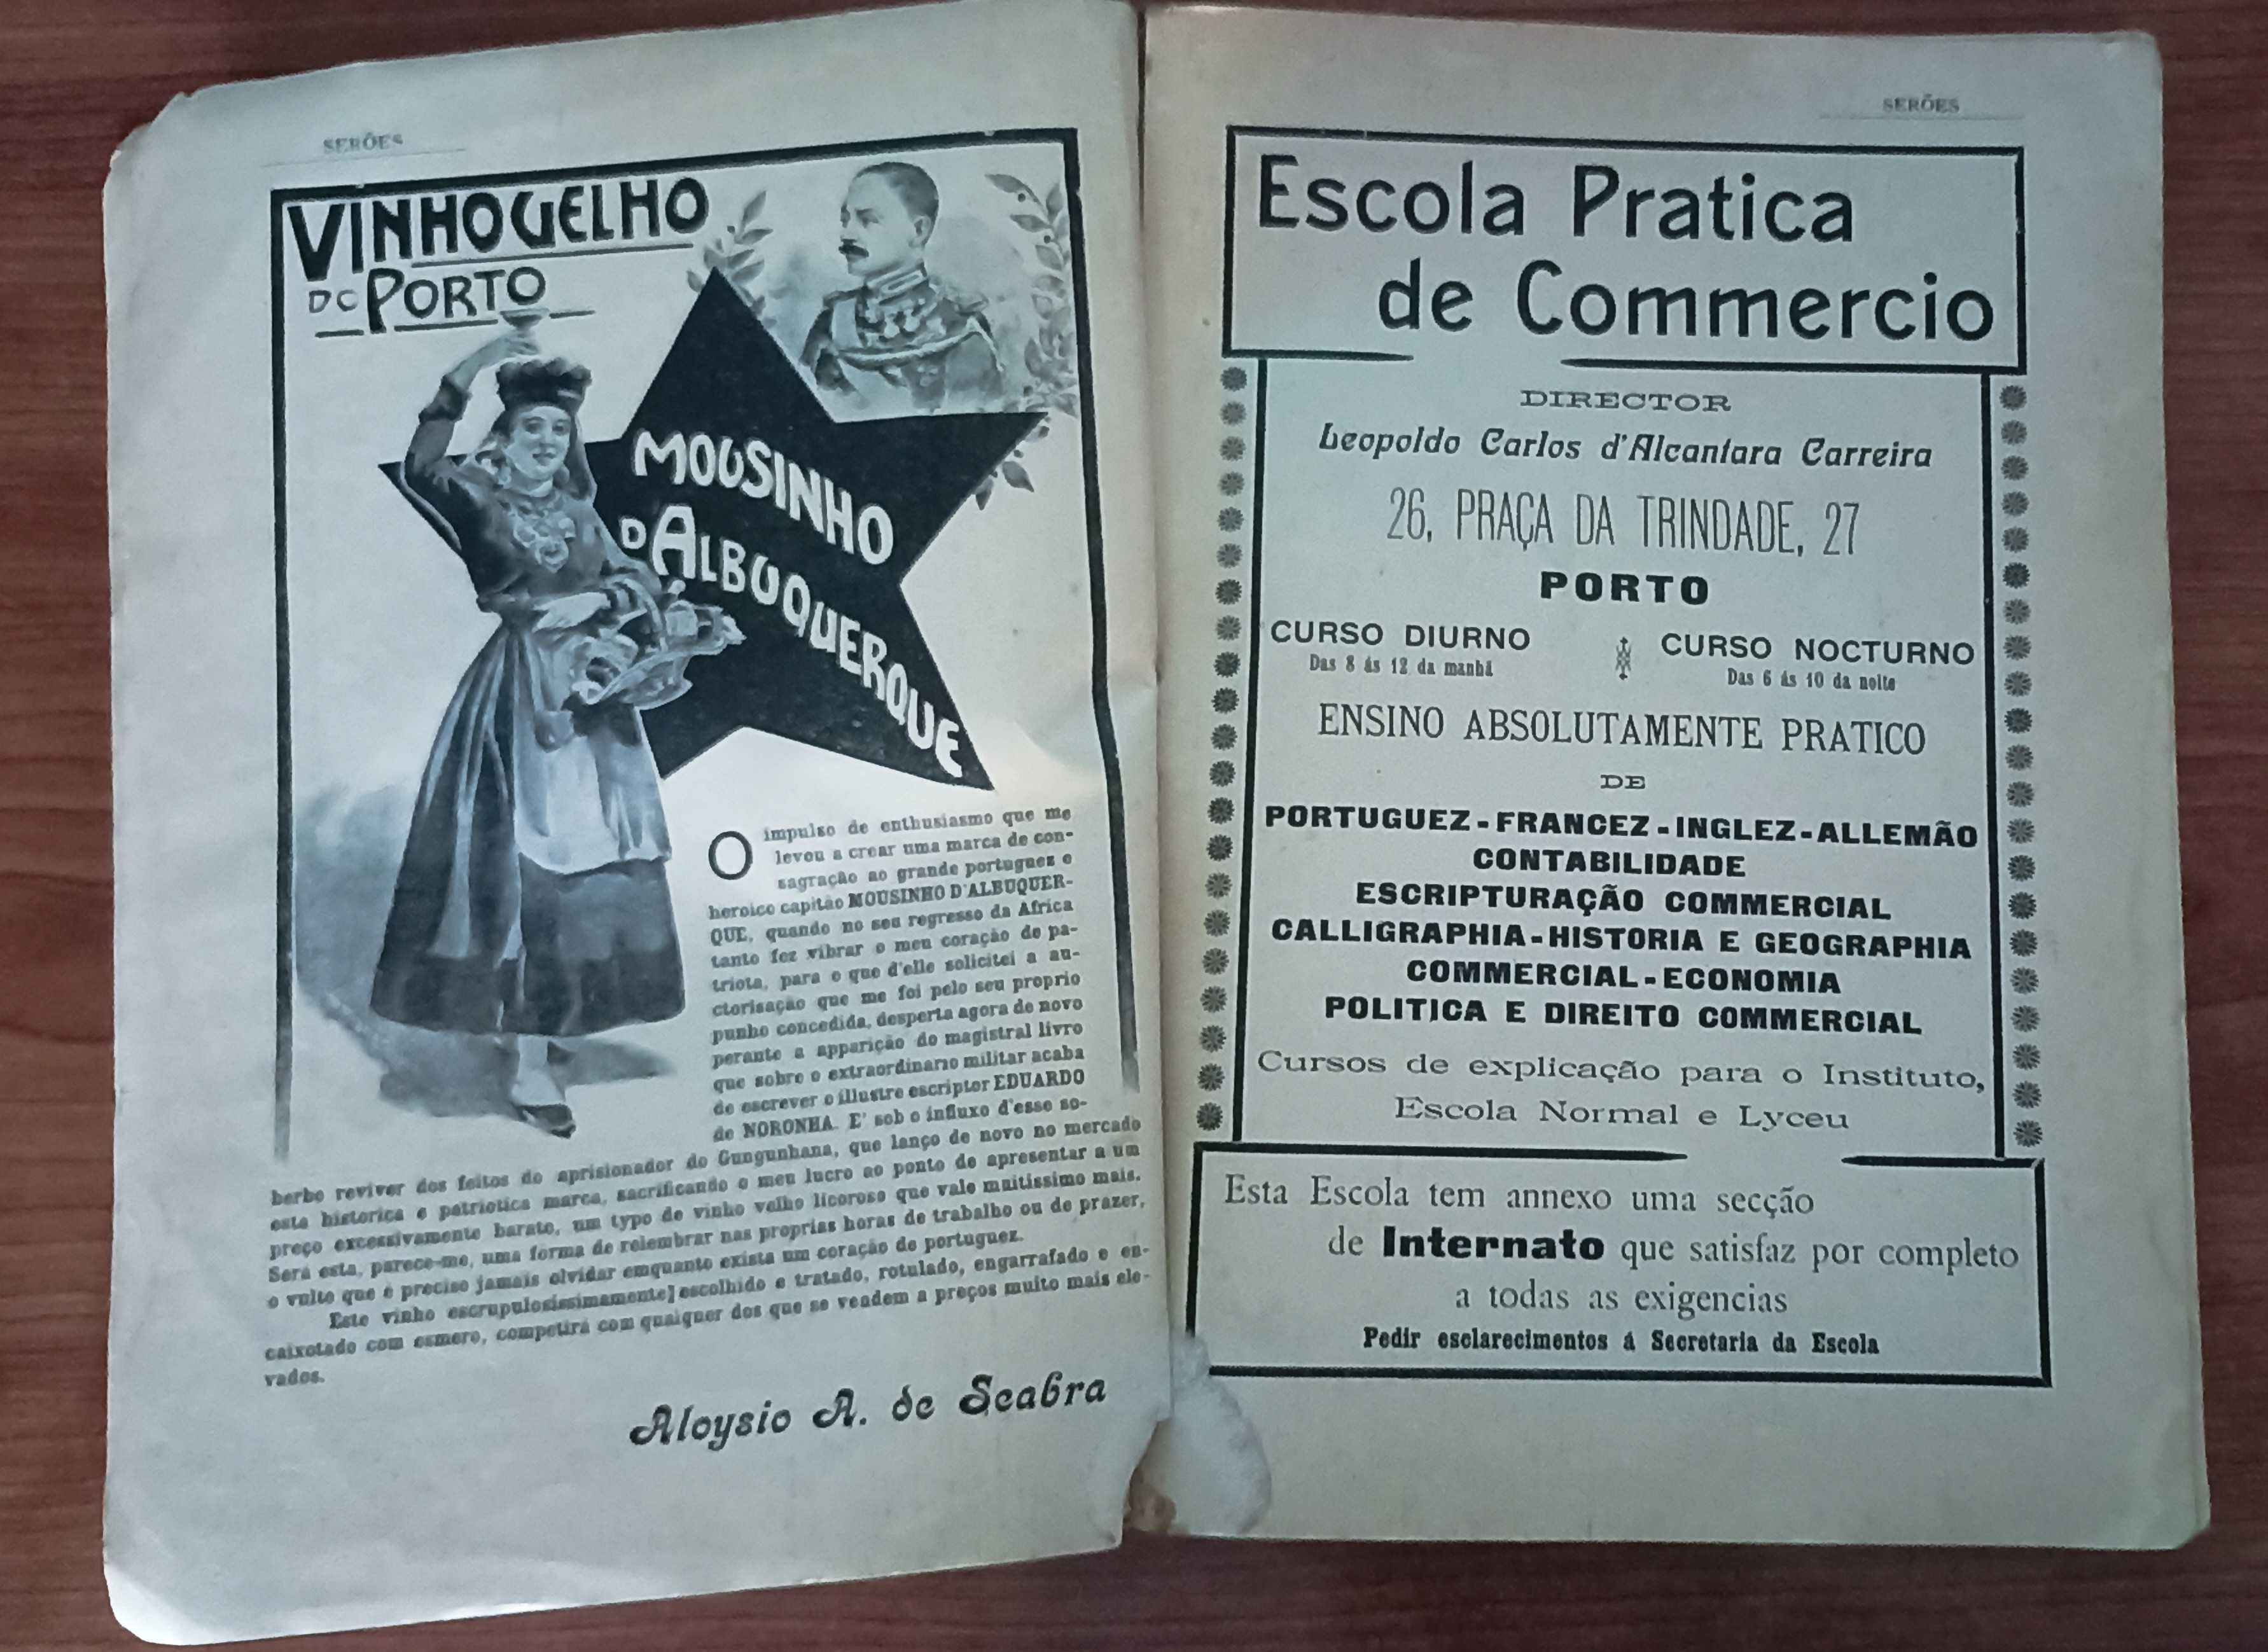 SERÕES
VINHO VELHO
DO PORTO
MOUSINHO
D'ALBUQUERQUE
O impulso de enthusiasmo que me
levou a crear uma marca de con-
sagração ao grande portuguez e
heroico capitão MOUSINHO D'ALBUQUER-
QUE, quando no seu regresso da Africa
tanto fez vibrar o meu coração de pa-
triota, para o que d'elle solicitei a au-
ctorisação que me foi pelo seu proprio
punho concedida, desperta agora de novo
perante a apparição do magistral livro
que sobre o extraordinario militar acaba
de escrever o illustre escriptor EDUARDO
de NORONHA. E' sob o influxo d'esse so-
berbo reviver dos feitos do aprisionador do Gungunhana, que lanço de novo no mercado
esta historica e patriotica marca, sacrificando o meu lucro ao ponto de apresentar a um
preço excessivamente barato, um typo de vinho velho licoroso que vale muitissimo mais.
Será esta, parece-me, uma forma de relembrar nas proprias horas de trabalho ou de prazer,
o vulto que é preciso jamais olvidar emquanto exista um coração de portuguez.
Este vinho escrupulosissimamente] escolhido e tratado, rotulado, engarrafado e en-
caixotado com esmero, competirá com qualquer dos que se vendem a preços muito mais ele-
vados.
Aloysio A. de Seabra
SERÕES
Escola Pratica
de Commercio
DIRECTOR
Leopoldo Carlos d'Alcantara Carreira
26, PRAÇA DA TRINDADE, 27
PORTO
CURSO DIURNO CURSO NOCTURNO
Das 8 ás 12 da manhã Das 6 ás 10 da noite
ENSINO ABSOLUTAMENTE PRATICO
DE
PORTUGUEZ-FRANCEZ-INGLEZ-ALLEMÃO
CONTABILIDADE
ESCRIPTURAÇÃO COMMERCIAL
CALLIGRAPHIA-HISTORIA E GEOGRAPHIA
COMMERCIAL-ECONOMIA
POLITICA E DIREITO COMMERCIAL
Cursos de explicação para o Instituto,
Escola Normal e Lyceu
Esta Escola tem annexo uma secção
de Internato que satisfaz por completo
a todas as exigencias
Pedir esclarecimentos á Secretaria da Escola